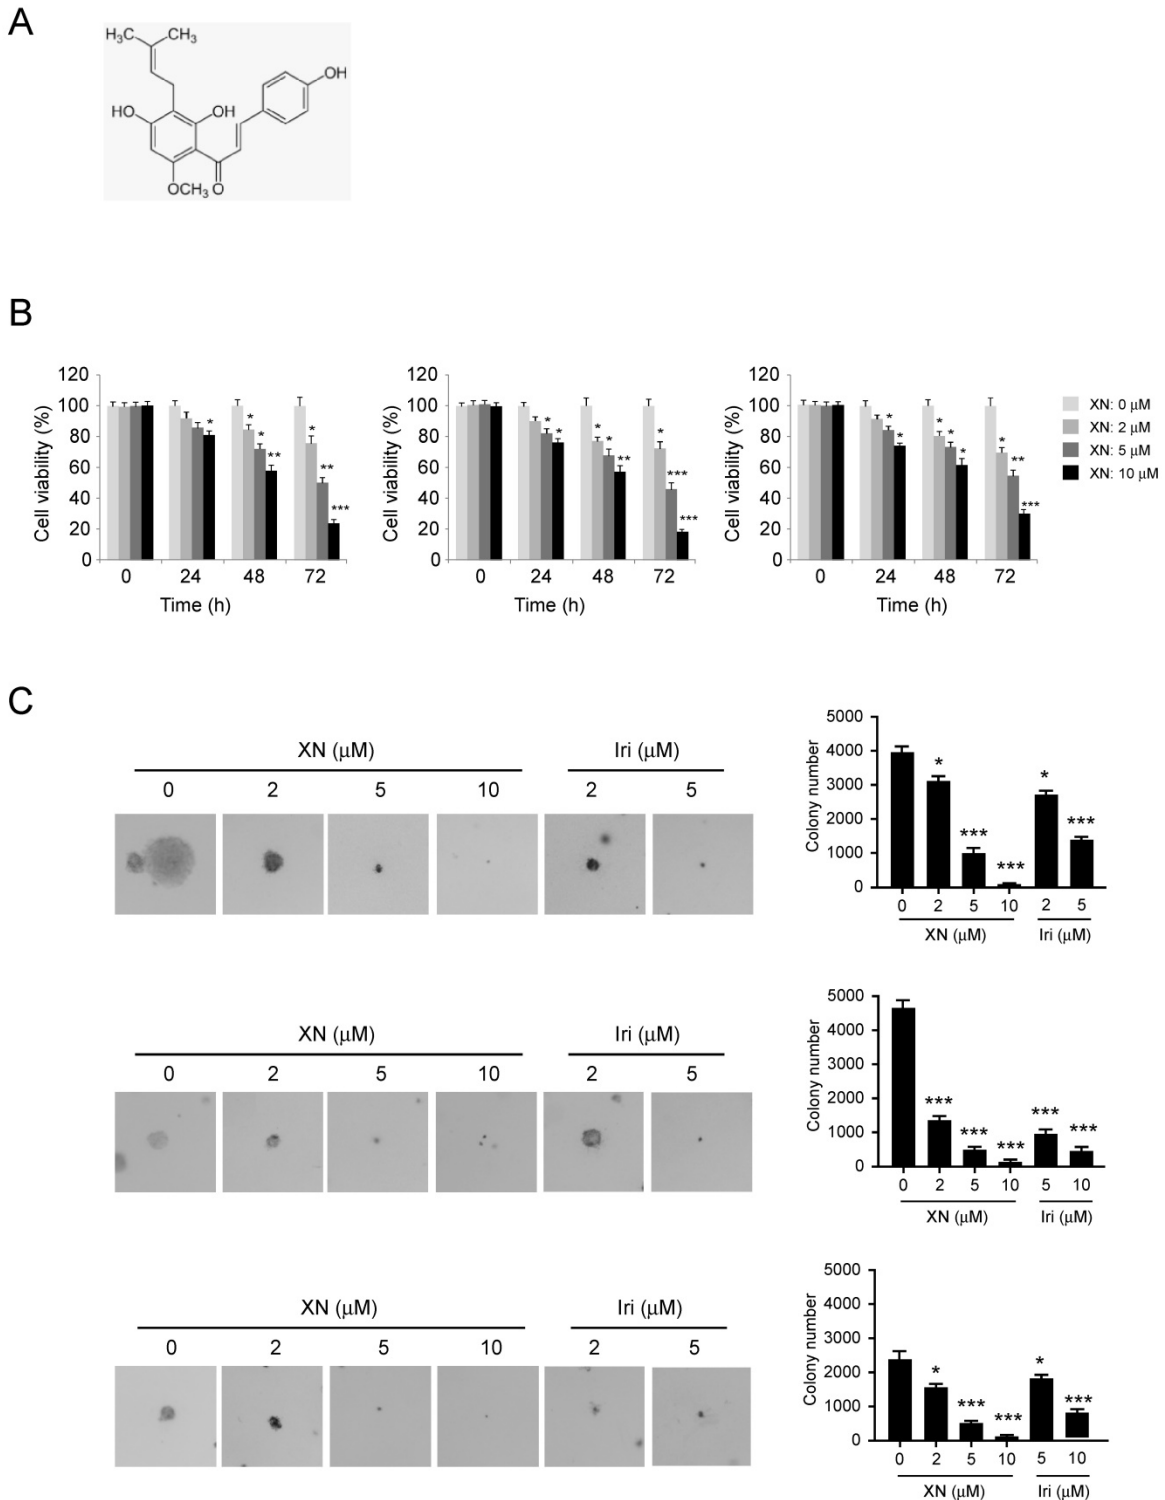 A
H₃C CH₃
OH
HO OH
OCH₃ O
B
120 120 120
100 100 100 XN: 0 μM
80 80 80 XN: 2 μM
60 60 60 XN: 5 μM
40 40 40 XN: 10 μM
20 20 20
0 0 0
Cell viability (%) Cell viability (%) Cell viability (%)
* * * * ** * ** ***
* * * * ** * *** ***
* * * * * * ** ***
0 24 48 72 0 24 48 72 0 24 48 72
Time (h) Time (h) Time (h)
C
XN (μM) Iri (μM)
0 2 5 10 2 5
Colony number
5000
4000
3000
2000
1000
0
* *** *** * ***
0 2 5 10 2 5
XN (μM) Iri (μM)
XN (μM) Iri (μM)
0 2 5 10 2 5
Colony number
5000
4000
3000
2000
1000
0
*** *** *** *** ***
0 2 5 10 5 10
XN (μM) Iri (μM)
XN (μM) Iri (μM)
0 2 5 10 2 5
Colony number
5000
4000
3000
2000
1000
0
* *** *** * ***
0 2 5 10 5 10
XN (μM) Iri (μM)